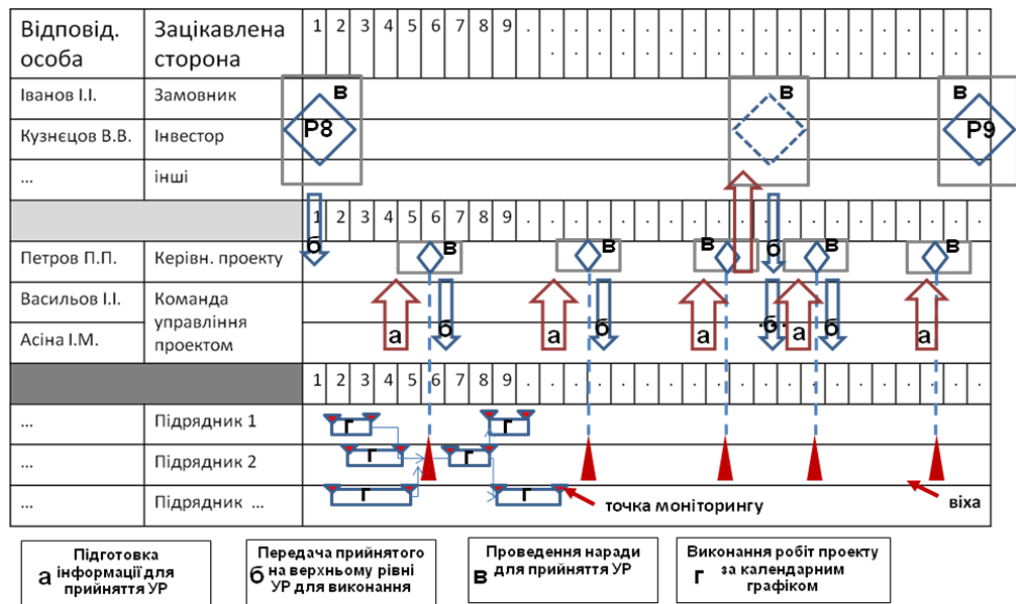 Відповід. особа
Зацікавлена сторона
1 2 3 4 5 6 7 8 9 . . . . . . . . . . . . . . . . . . . .
. . . . . . . . . . . . . . . . . . . .
Іванов І.І. Замовник в в в
Кузнєцов В.В. Інвестор Р8 Р9
... інші
1 2 3 4 5 6 7 8 9 . . . . . . . . . . . . . . . . . . . .
б
Петров П.П. Керівн. проекту в в в б в в
Васильов І.І. Команда
управління
Асіна І.М. проектом а б а б а .б. а а
1 2 3 4 5 6 7 8 9 . . . . . . . . . . . . . . . . . . . .
... Підрядник 1 г г
... Підрядник 2 г г
... Підрядник ... г г точка моніторингу віха
а Підготовка
інформації для
прийняття УР
б Передача прийнятого
на верхньому рівні
УР для виконання
в Проведення наради
для прийняття УР
г Виконання робіт проекту
за календарним
графіком